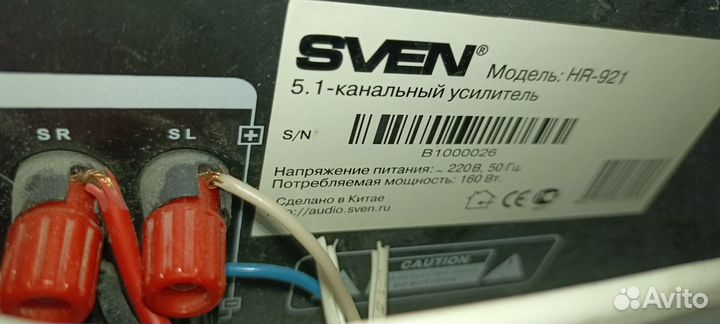 SVEN®
Модель: HR-921
5.1-канальный усилитель
S/N
B1000026
Напряжение питания: ~ 220 В, 50 Гц.
Потребляемая мощность: 160 Вт.
Сделано в Китае
://audio.sven.ru
CE
SR
SL
+
CAUTION
Avito